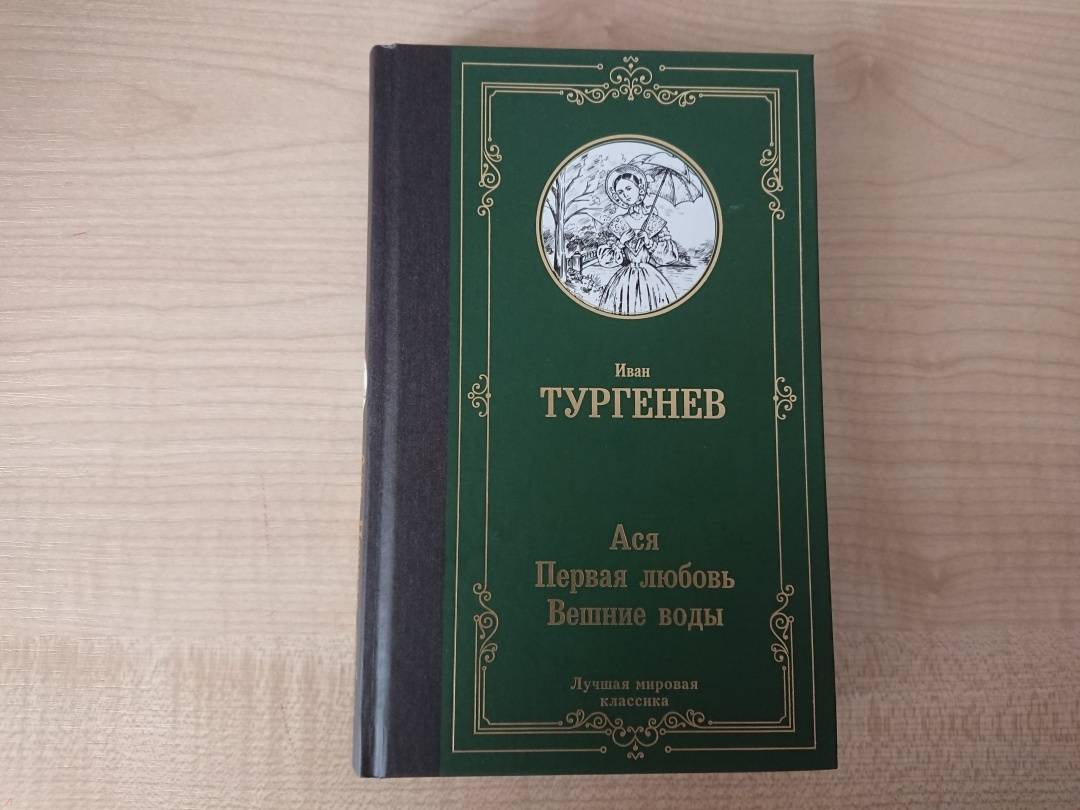 Иван
ТУРГЕНЕВ
Ася
Первая любовь
Вешние воды
Лучшая мировая
классика